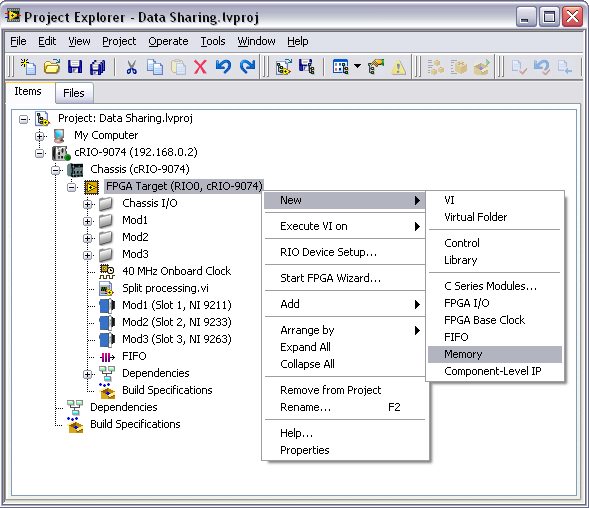 Project Explorer - Data Sharing.lvproj
File Edit View Project Operate Tools Window Help
Items Files
Project: Data Sharing.lvproj
My Computer
cRIO-9074 (192.168.0.2)
Chassis (cRIO-9074)
FPGA Target (RIO0, cRIO-9074)
Chassis I/O
Mod1
Mod2
Mod3
40 MHz Onboard Clock
Split processing.vi
Mod1 (Slot 1, NI 9211)
Mod2 (Slot 2, NI 9233)
Mod3 (Slot 3, NI 9263)
FIFO
Dependencies
Build Specifications
Dependencies
Build Specifications
New
Execute VI on
RIO Device Setup...
Start FPGA Wizard...
Add
Arrange by
Expand All
Collapse All
Remove from Project
Rename... F2
Help...
Properties
VI
Virtual Folder
Control
Library
C Series Modules...
FPGA I/O
FPGA Base Clock
FIFO
Memory
Component-Level IP